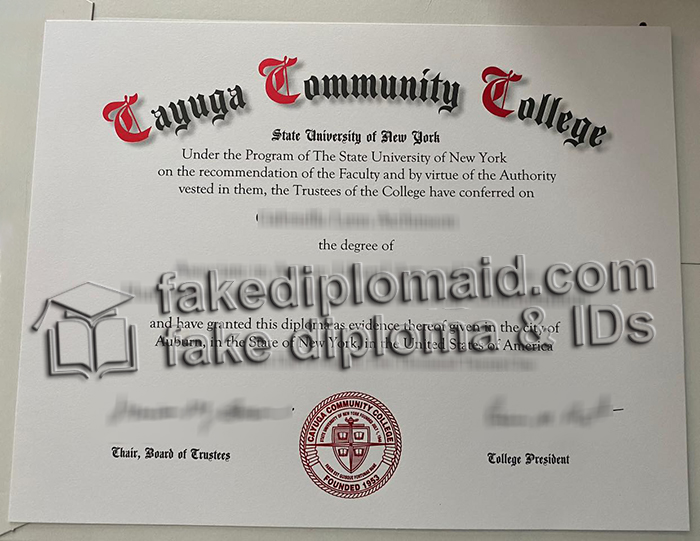 Cayuga Community College
State University of New York
Under the Program of The State University of New York
on the recommendation of the Faculty and by virtue of the Authority
vested in them, the Trustees of the College have conferred on
the degree of
fakediplomaid.com
and have granted this diploma as evidence thereof given in the city of
fake diploma & IDs
Auburn, in the State of New York, in the United States of America
CAYUGA COMMUNITY COLLEGE
FOUNDED 1953
Chair, Board of Trustees
College President